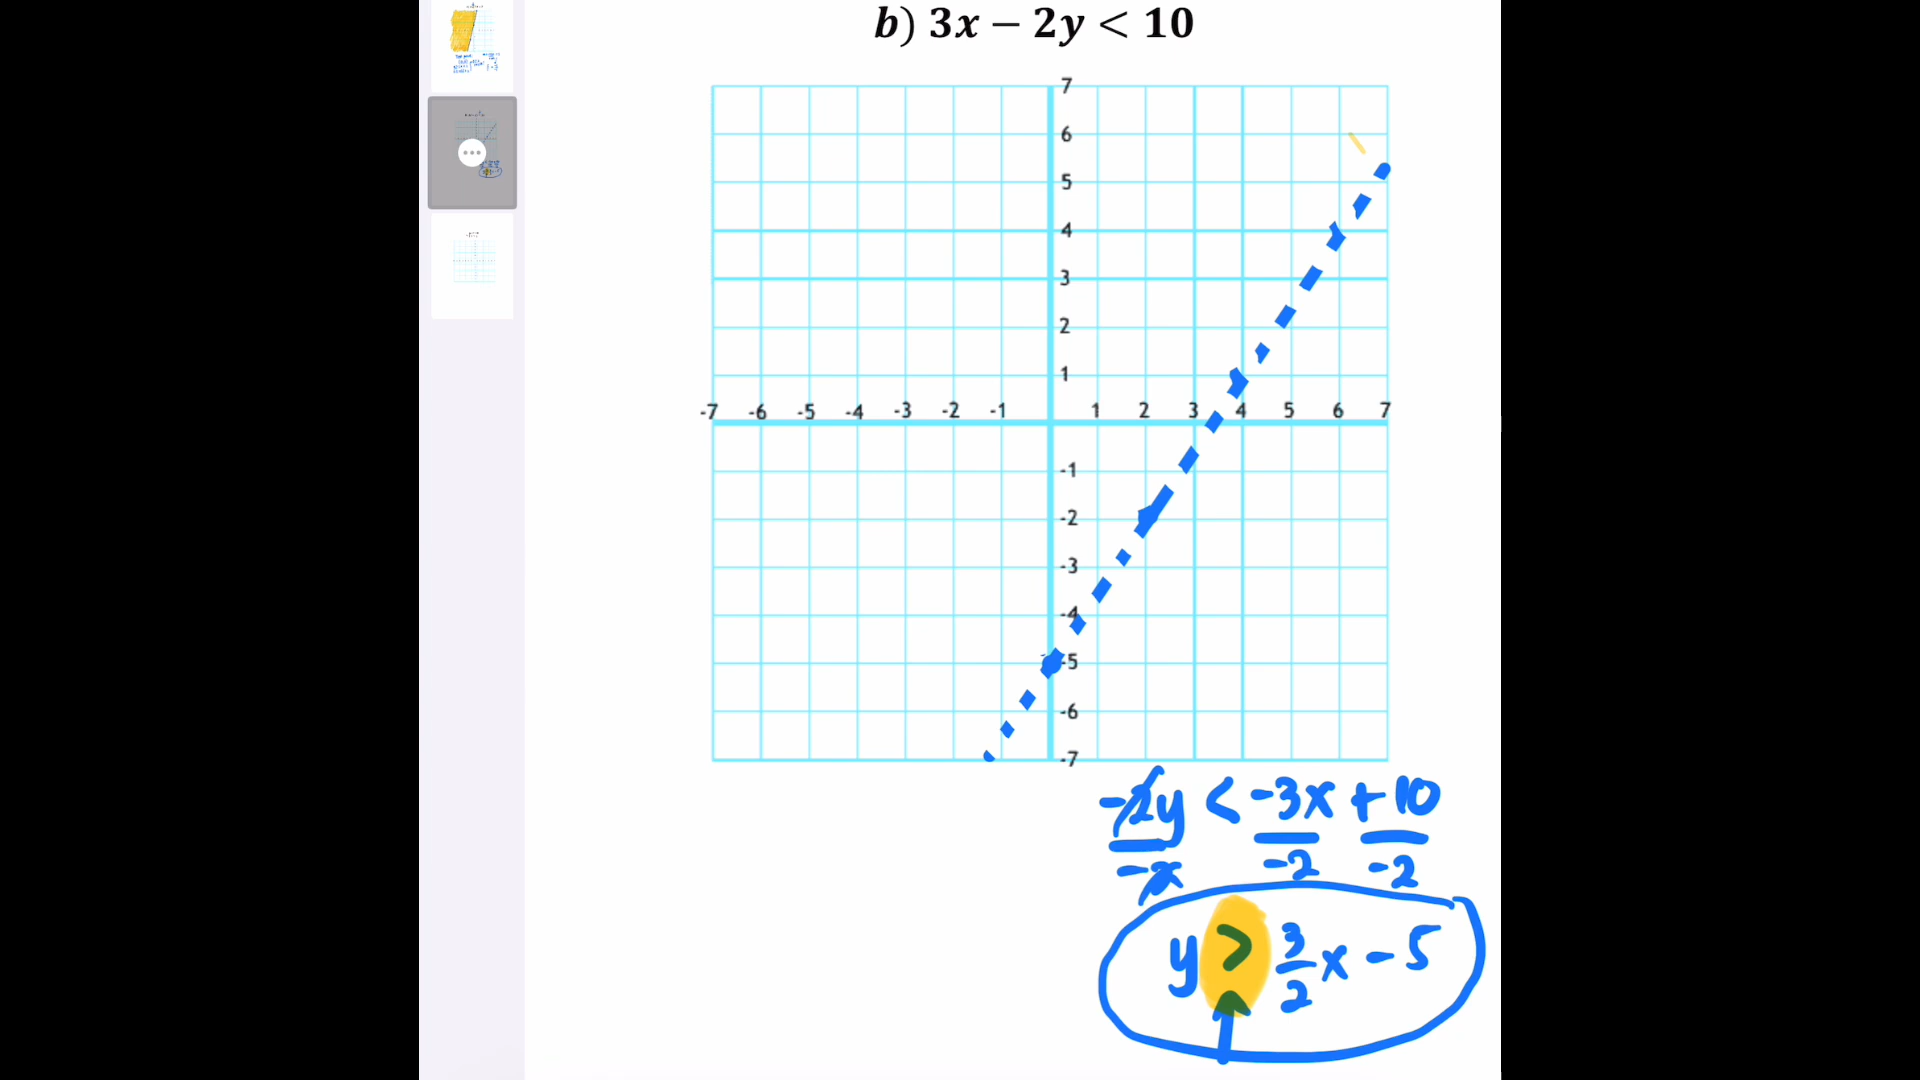 b) 3x − 2y < 10
7
6
5
4
3
2
1
-7 -6 -5 -4 -3 -2 -1 1 2 3 4 5 6 7
-1
-2
-3
-4
-5
-6
-7
-2y < -3x + 10
-2 -2 -2
y > 3/2 x - 5